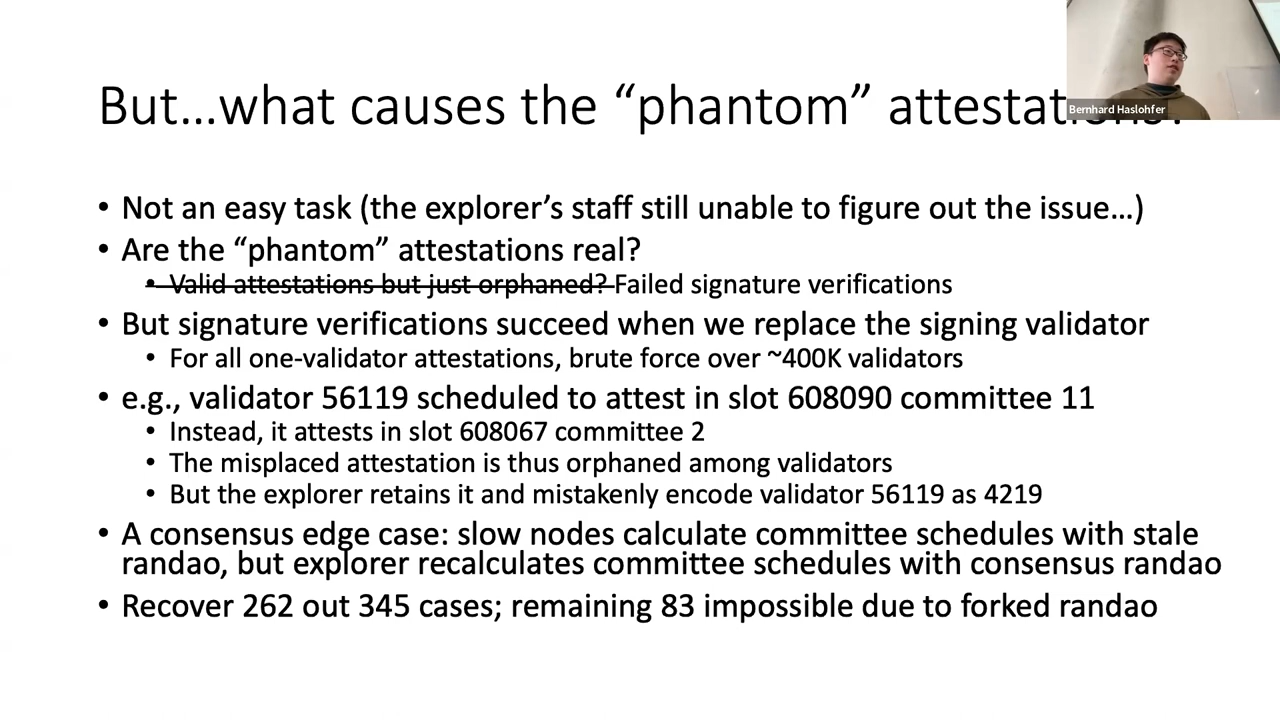 But...what causes the “phantom” attestations?
Bernhard Haslohfer
• Not an easy task (the explorer’s staff still unable to figure out the issue...)
• Are the “phantom” attestations real?
• Valid attestations but just orphaned? Failed signature verifications
• But signature verifications succeed when we replace the signing validator
• For all one-validator attestations, brute force over ~400K validators
• e.g., validator 56119 scheduled to attest in slot 608090 committee 11
• Instead, it attests in slot 608067 committee 2
• The misplaced attestation is thus orphaned among validators
• But the explorer retains it and mistakenly encode validator 56119 as 4219
• A consensus edge case: slow nodes calculate committee schedules with stale
randao, but explorer recalculates committee schedules with consensus randao
• Recover 262 out 345 cases; remaining 83 impossible due to forked randao